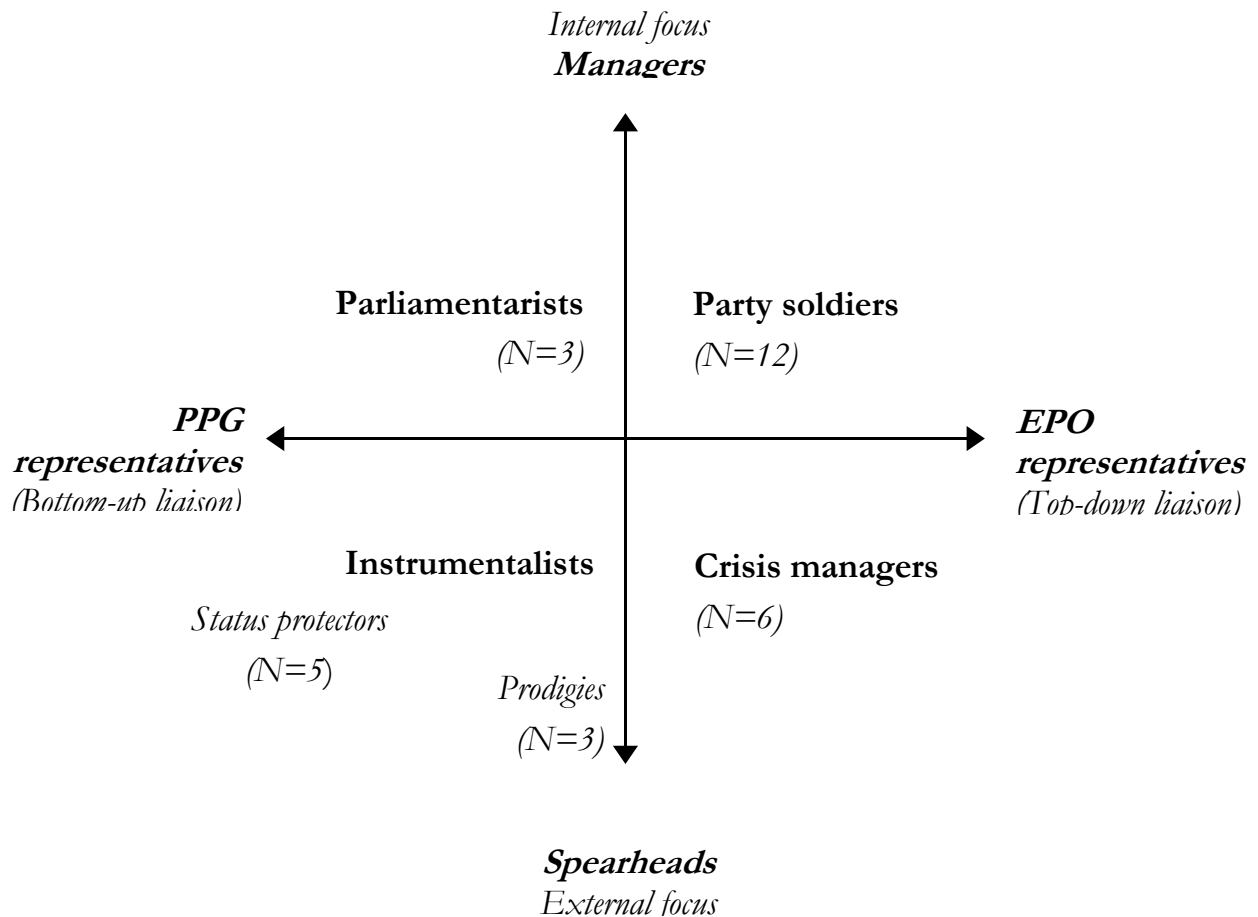 Internal focus
Managers
Parliamentarists
(N=3)
Party soldiers
(N=12)
PPG
representatives
(Bottom-up liaison)
EPO
representatives
(Top-down liaison)
Instrumentalists
Status protectors
(N=5)
Prodigies
(N=3)
Crisis managers
(N=6)
Spearheads
External focus